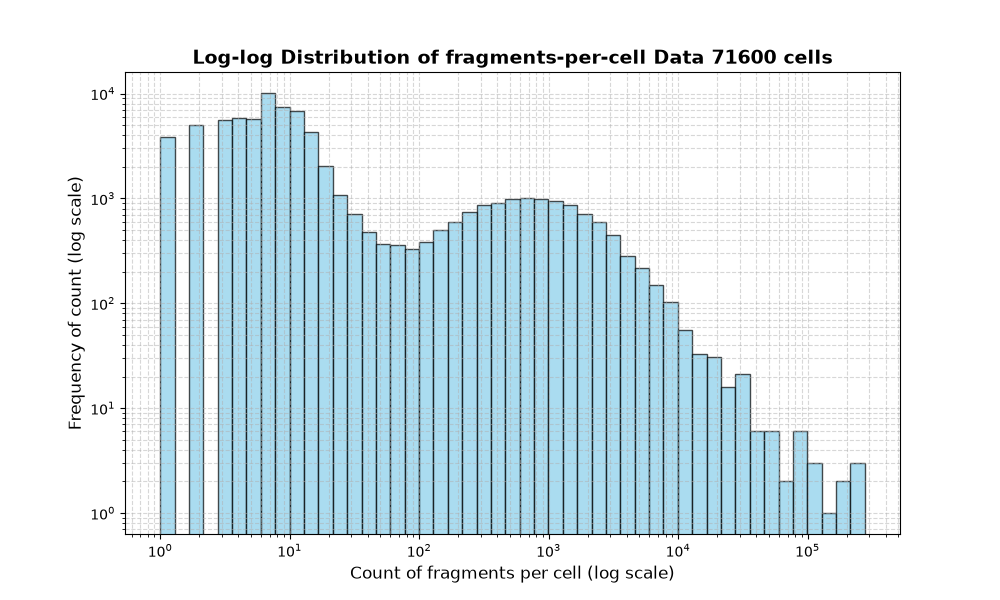 Log-log Distribution of fragments-per-cell Data 71600 cells
Frequency of count (log scale)
10⁴
10³
10²
10¹
10⁰
10⁰ 10¹ 10² 10³ 10⁴ 10⁵
Count of fragments per cell (log scale)